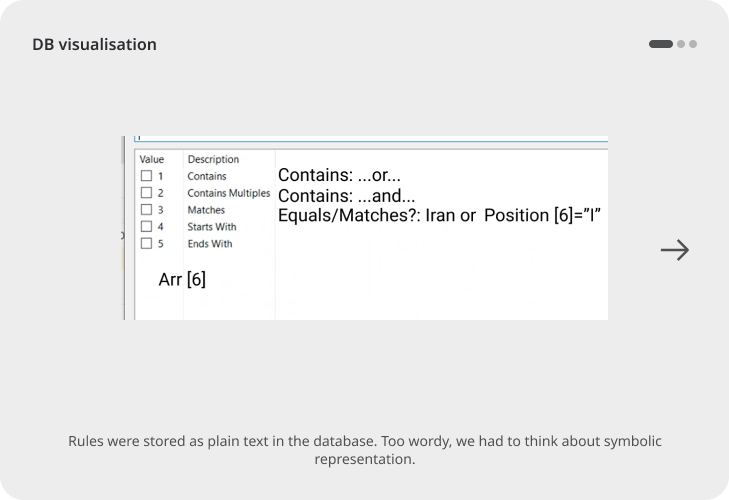 DB visualisation
Value Description
1 Contains Contains: ...or...
2 Contains Multiples Contains: ...and...
3 Matches Equals/Matches?: Iran or Position [6]=”I”
4 Starts With
5 Ends With
Arr [6]
Rules were stored as plain text in the database. Too wordy, we had to think about symbolic
representation.